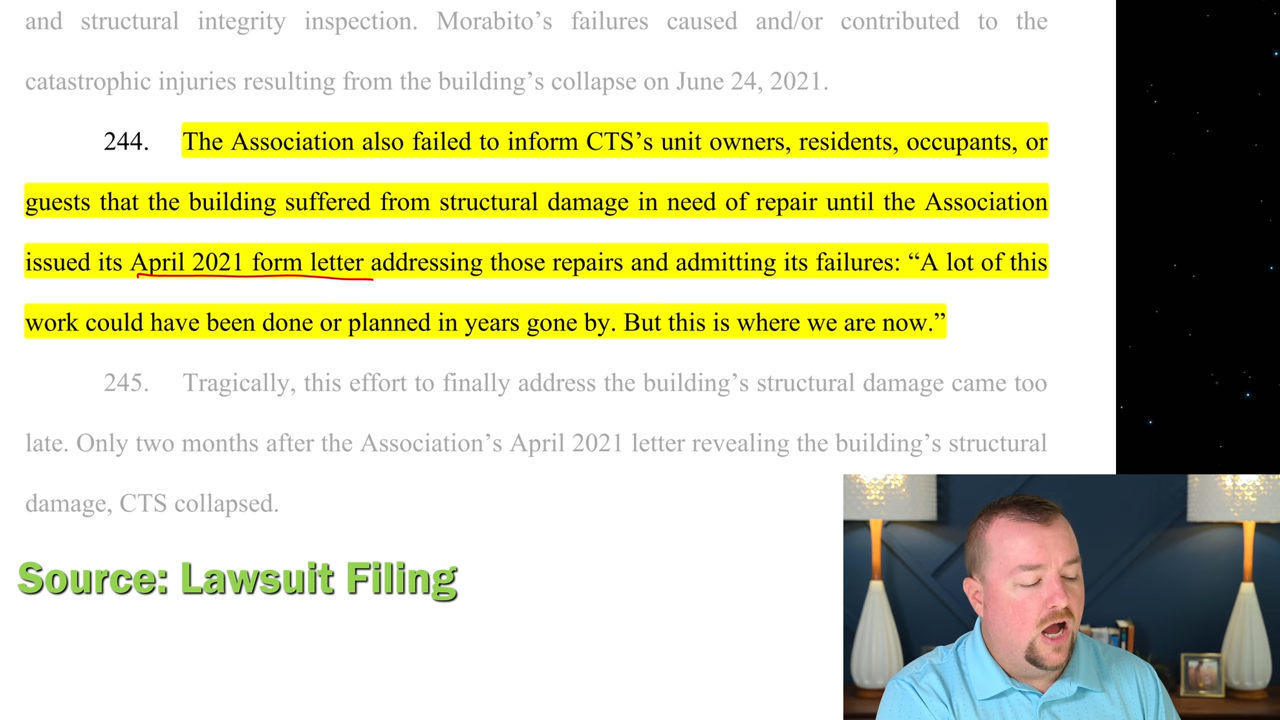 and structural integrity inspection. Morabito’s failures caused and/or contributed to the
catastrophic injuries resulting from the building’s collapse on June 24, 2021.
244. The Association also failed to inform CTS’s unit owners, residents, occupants, or
guests that the building suffered from structural damage in need of repair until the Association
issued its April 2021 form letter addressing those repairs and admitting its failures: “A lot of this
work could have been done or planned in years gone by. But this is where we are now.”
245. Tragically, this effort to finally address the building’s structural damage came too
late. Only two months after the Association’s April 2021 letter revealing the building’s structural
damage, CTS collapsed.
Source: Lawsuit Filing